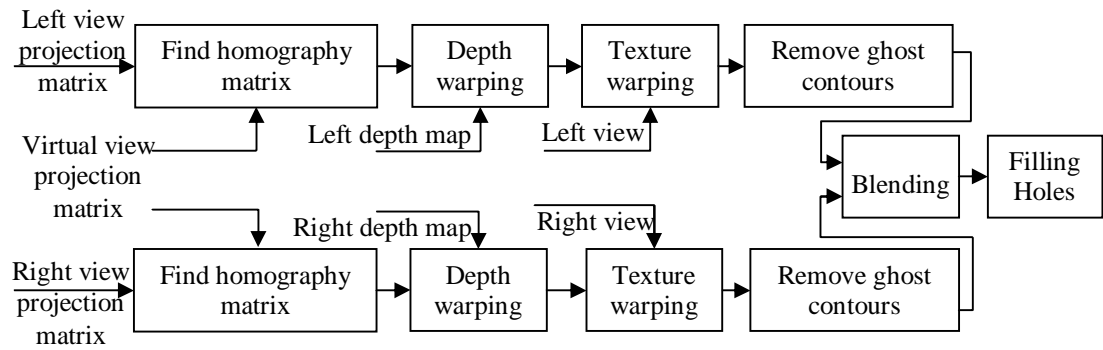 Left view
projection
matrix
Find homography
matrix
Depth
warping
Texture
warping
Remove ghost
contours
Left depth map
Left view
Virtual view
projection
matrix
Blending
Filling
Holes
Right depth map
Right view
Right view
projection
matrix
Find homography
matrix
Depth
warping
Texture
warping
Remove ghost
contours